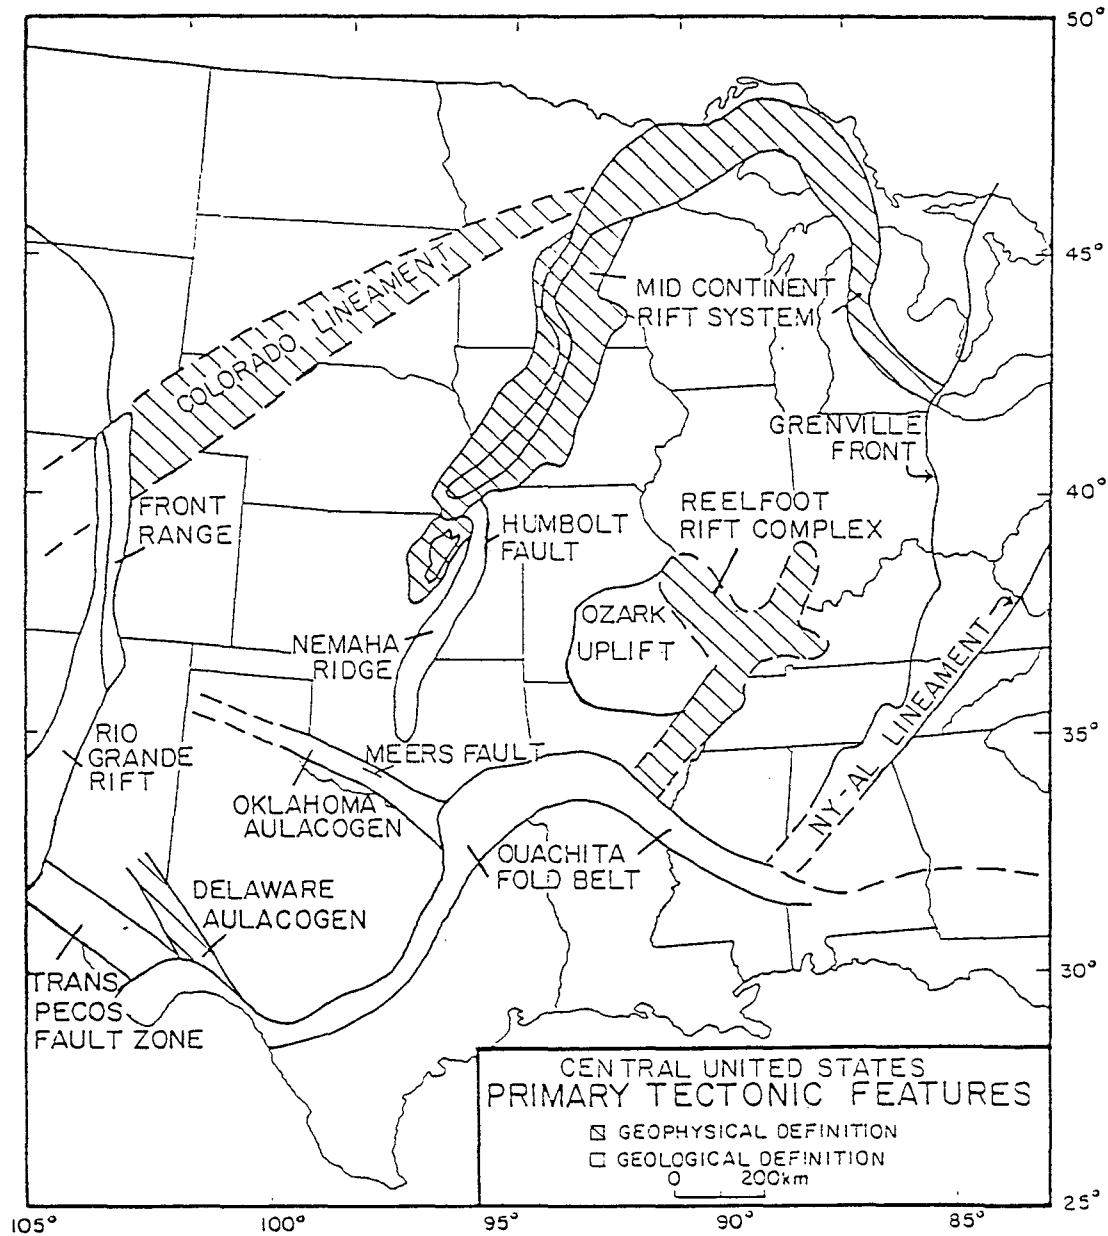 50°
45°
40°
35°
30°
25°
COLORADO LINEAMENT
MID CONTINENT
RIFT SYSTEM
GRENVILLE
FRONT
FRONT
RANGE
HUMBOLT
FAULT
REELFOOT
RIFT COMPLEX
OZARK
UPLIFT
NEMAHA
RIDGE
NY-AL LINEAMENT
RIO
GRANDE
RIFT
MEERS FAULT
OKLAHOMA
AULACOGEN
OUACHITA
FOLD BELT
DELAWARE
AULACOGEN
TRANS
PECOS
FAULT ZONE
CENTRAL UNITED STATES
PRIMARY TECTONIC FEATURES
GEOPHYSICAL DEFINITION
GEOLOGICAL DEFINITION
0 200km
105° 100° 95° 90° 85°